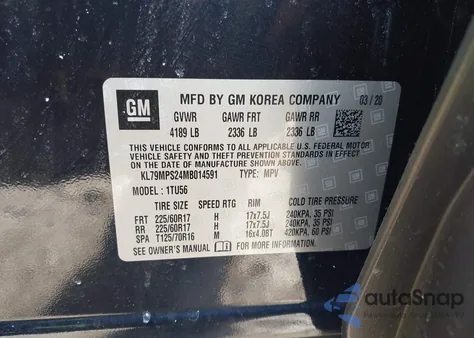 GM
MFD BY GM KOREA COMPANY 03/20
GVWR GAWR FRT GAWR RR
4189 LB 2336 LB 2336 LB
THIS VEHICLE CONFORMS TO ALL APPLICABLE U.S. FEDERAL MOTOR
VEHICLE SAFETY, BUMPER, AND THEFT PREVENTION STANDARDS
IN EFFECT ON THE DATE OF MANUFACTURE SHOWN ABOVE.
KL79MPS24MB014591 TYPE: MPV
MODEL: 1TU56
TIRE SIZE SPEED RTG RIM COLD TIRE PRESSURE
FRT 225/60R17 H 17x7.5J 240KPA, 35 PSI
RR 225/60R17 H 17x7.5J 240KPA, 35 PSI
SPA T125/70R16 M 16x4.0BT 420KPA, 60 PSI
SEE OWNER'S MANUAL FOR MORE INFORMATION.
autoSnap